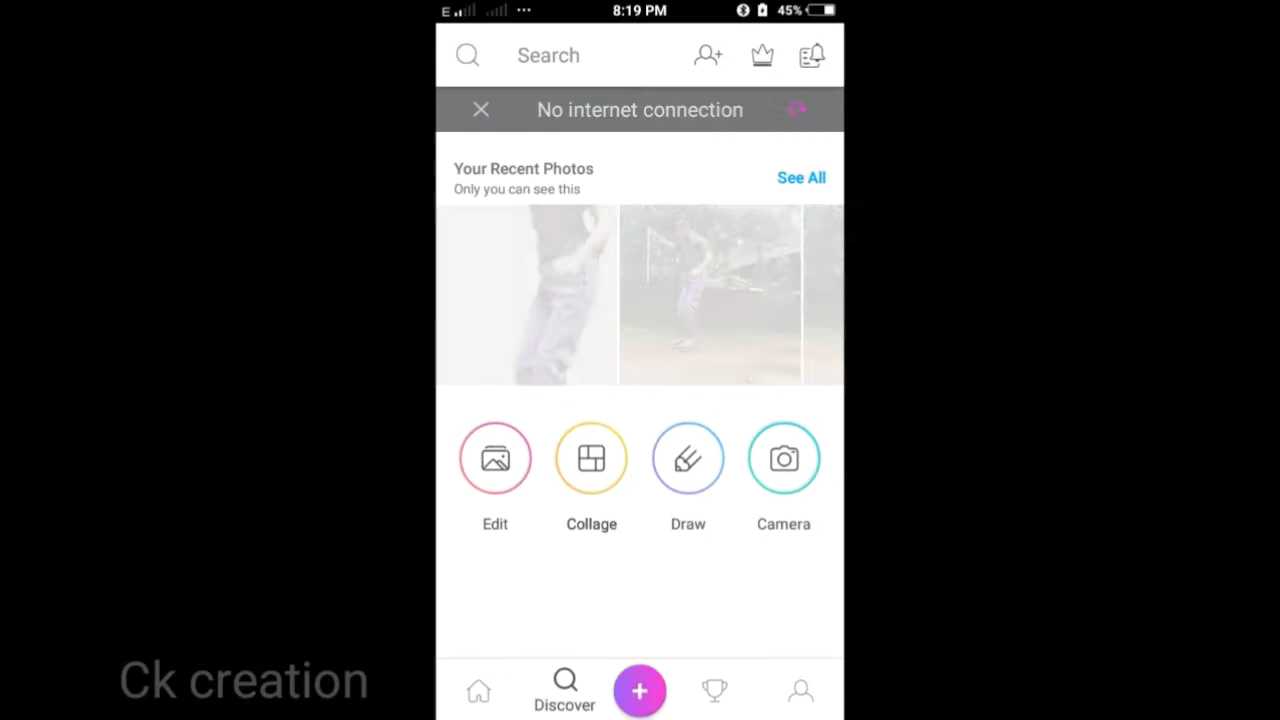 E 8:19 PM 45%
Search
No internet connection
Your Recent Photos
See All
Only you can see this
Edit Collage Draw Camera
Discover
Ck creation